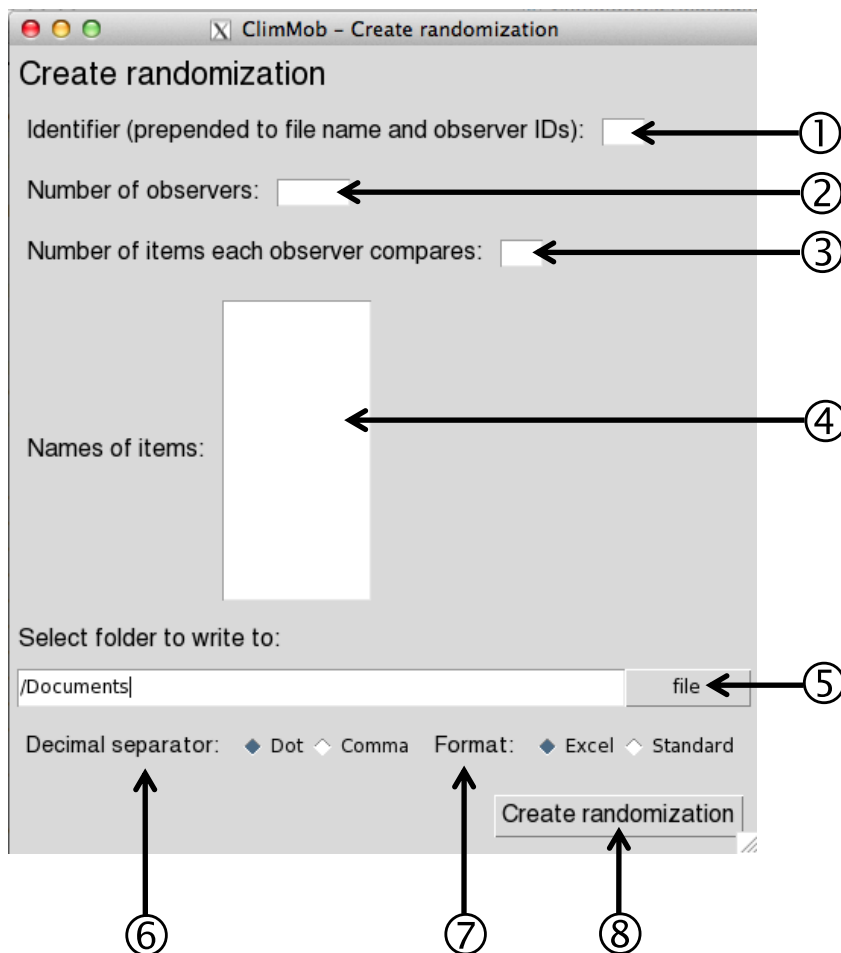 X ClimMob – Create randomization
Create randomization
Identifier (prepended to file name and observer IDs): ①
Number of observers: ②
Number of items each observer compares: ③
④
Names of items:
Select folder to write to:
/Documents file ⑤
Decimal separator: Dot Comma Format: Excel Standard
Create randomization
⑥ ⑦ ⑧